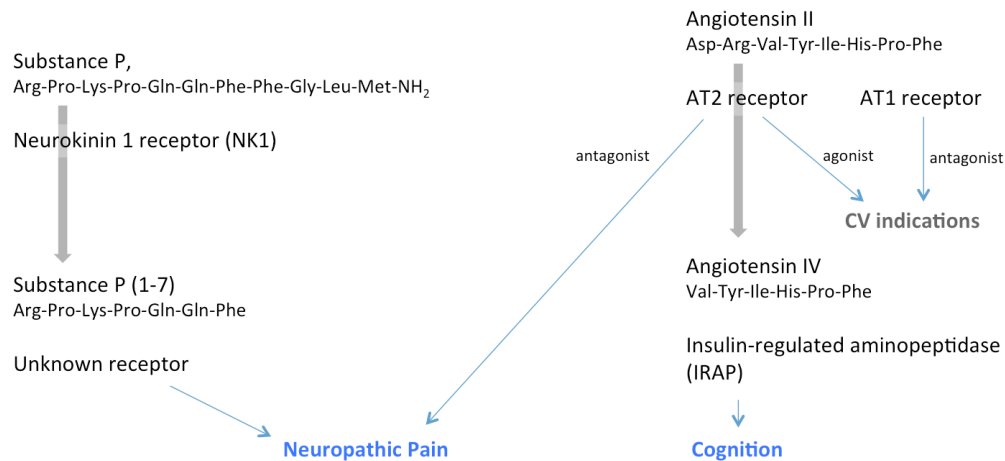 Substance P,
Arg-Pro-Lys-Pro-Gln-Gln-Phe-Phe-Gly-Leu-Met-NH₂
Neurokinin 1 receptor (NK1)
Substance P (1-7)
Arg-Pro-Lys-Pro-Gln-Gln-Phe
Unknown receptor
Neuropathic Pain
Angiotensin II
Asp-Arg-Val-Tyr-Ile-His-Pro-Phe
AT2 receptor
AT1 receptor
antagonist
agonist
antagonist
CV indications
Angiotensin IV
Val-Tyr-Ile-His-Pro-Phe
Insulin-regulated aminopeptidase
(IRAP)
Cognition